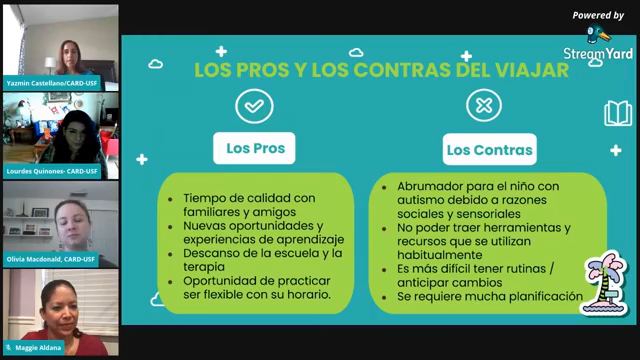 Powered by
StreamYard
Yazmin Castellano/CARD-USF
Lourdes Quinones- CARD-USF
Olivia Macdonald, CARD-USF
Maggie Aldana
LOS PROS Y LOS CONTRAS DEL VIAJAR
Los Pros
Tiempo de calidad con
familiares y amigos
Nuevas oportunidades y
experiencias de aprendizaje
Descanso de la escuela y la
terapia
Oportunidad de practicar
ser flexible con su horario.
Los Contras
Abrumador para el niño con
autismo debido a razones
sociales y sensoriales
No poder traer herramientas y
recursos que se utilizan
habitualmente
Es más difícil tener rutinas /
anticipar cambios
Se requiere mucha planificación